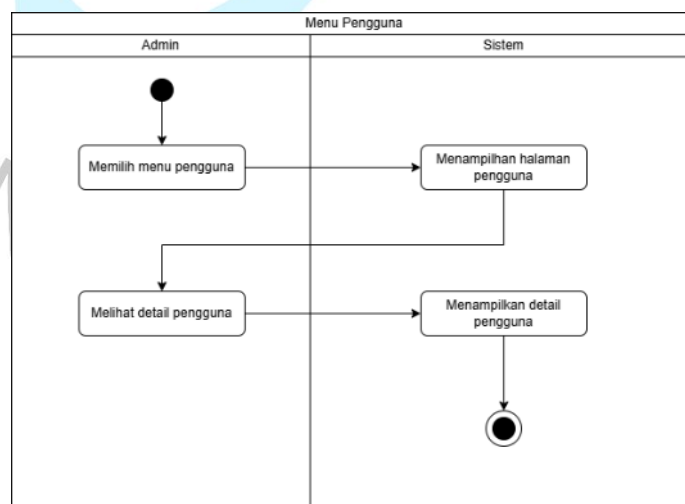 Menu Pengguna
Admin
Sistem
Memilih menu pengguna
Menampilhan halaman
pengguna
Melihat detail pengguna
Menampilkan detail
pengguna